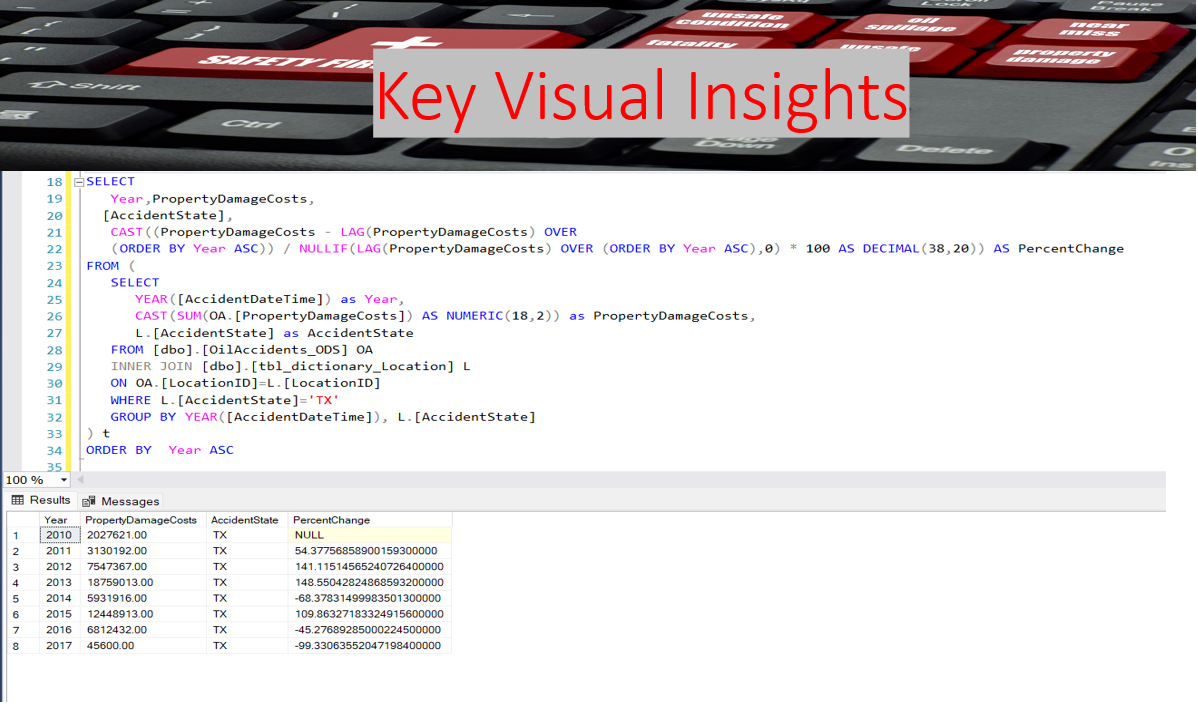 Pause
Break
Lock
unsafe
condition
oil
spillage
near
miss
fatality
unsafe
property
damage
SAFETY FIR
Shift
Ctrl
Page
Down
Delete
Ins
Key Visual Insights
18 SELECT
19 Year,PropertyDamageCosts,
20 [AccidentState],
21 CAST((PropertyDamageCosts - LAG(PropertyDamageCosts) OVER
22 (ORDER BY Year ASC)) / NULLIF(LAG(PropertyDamageCosts) OVER (ORDER BY Year ASC),0) * 100 AS DECIMAL(38,20)) AS PercentChange
23 FROM (
24 SELECT
25 YEAR([AccidentDateTime]) as Year,
26 CAST(SUM(OA.[PropertyDamageCosts]) AS NUMERIC(18,2)) as PropertyDamageCosts,
27 L.[AccidentState] as AccidentState
28 FROM [dbo].[OilAccidents_ODS] OA
29 INNER JOIN [dbo].[tbl_dictionary_Location] L
30 ON OA.[LocationID]=L.[LocationID]
31 WHERE L.[AccidentState]='TX'
32 GROUP BY YEAR([AccidentDateTime]), L.[AccidentState]
33 ) t
34 ORDER BY  Year ASC
35
100 %
Results Messages
Year PropertyDamageCosts AccidentState PercentChange
1 2010 2027621.00 TX NULL
2 2011 3130192.00 TX 54.37756858900159300000
3 2012 7547367.00 TX 141.11514565240726400000
4 2013 18759013.00 TX 148.55042824868593200000
5 2014 5931916.00 TX -68.37831499983501300000
6 2015 12448913.00 TX 109.86327183324915600000
7 2016 6812432.00 TX -45.27689285000224500000
8 2017 45600.00 TX -99.33063552047198400000